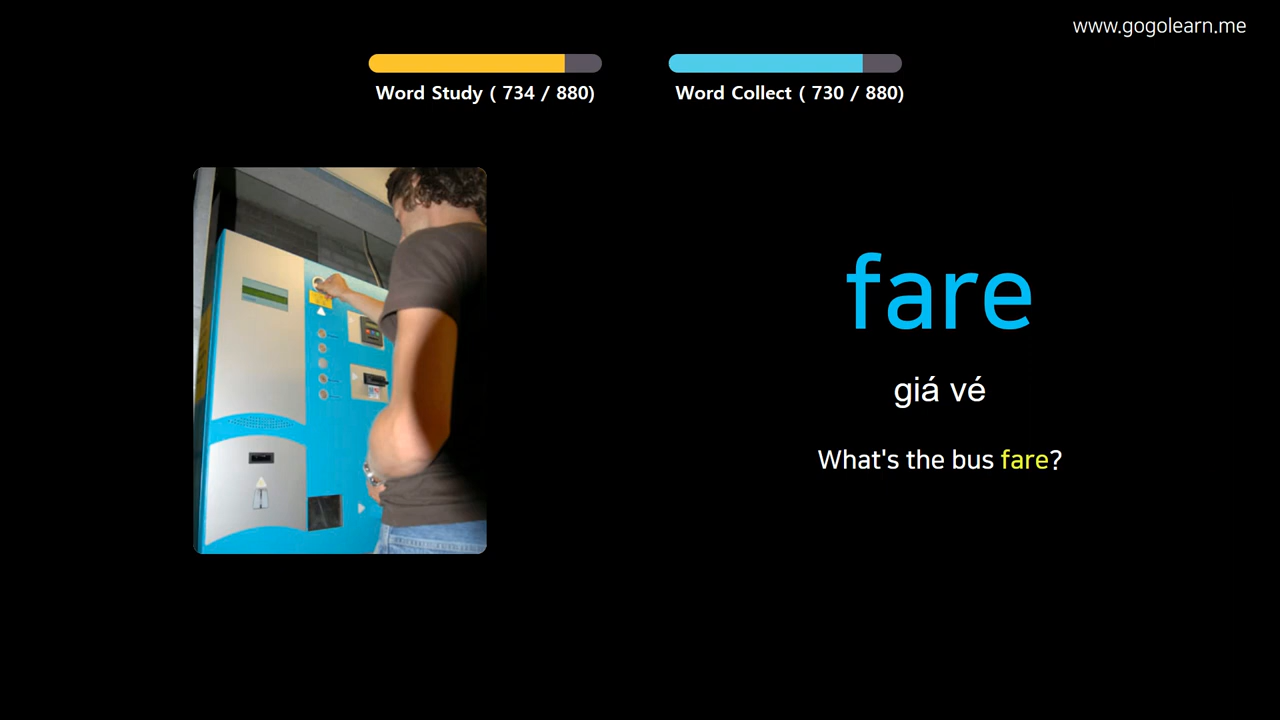 www.gogolearn.me
Word Study ( 734 / 880)
Word Collect ( 730 / 880)
fare
giá vé
What's the bus fare?